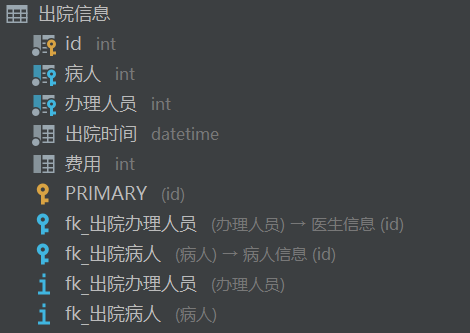 出院信息
id int
病人 int
办理人员 int
出院时间 datetime
费用 int
PRIMARY (id)
fk_出院办理人员 (办理人员) → 医生信息 (id)
fk_出院病人 (病人) → 病人信息 (id)
fk_出院办理人员 (办理人员)
fk_出院病人 (病人)